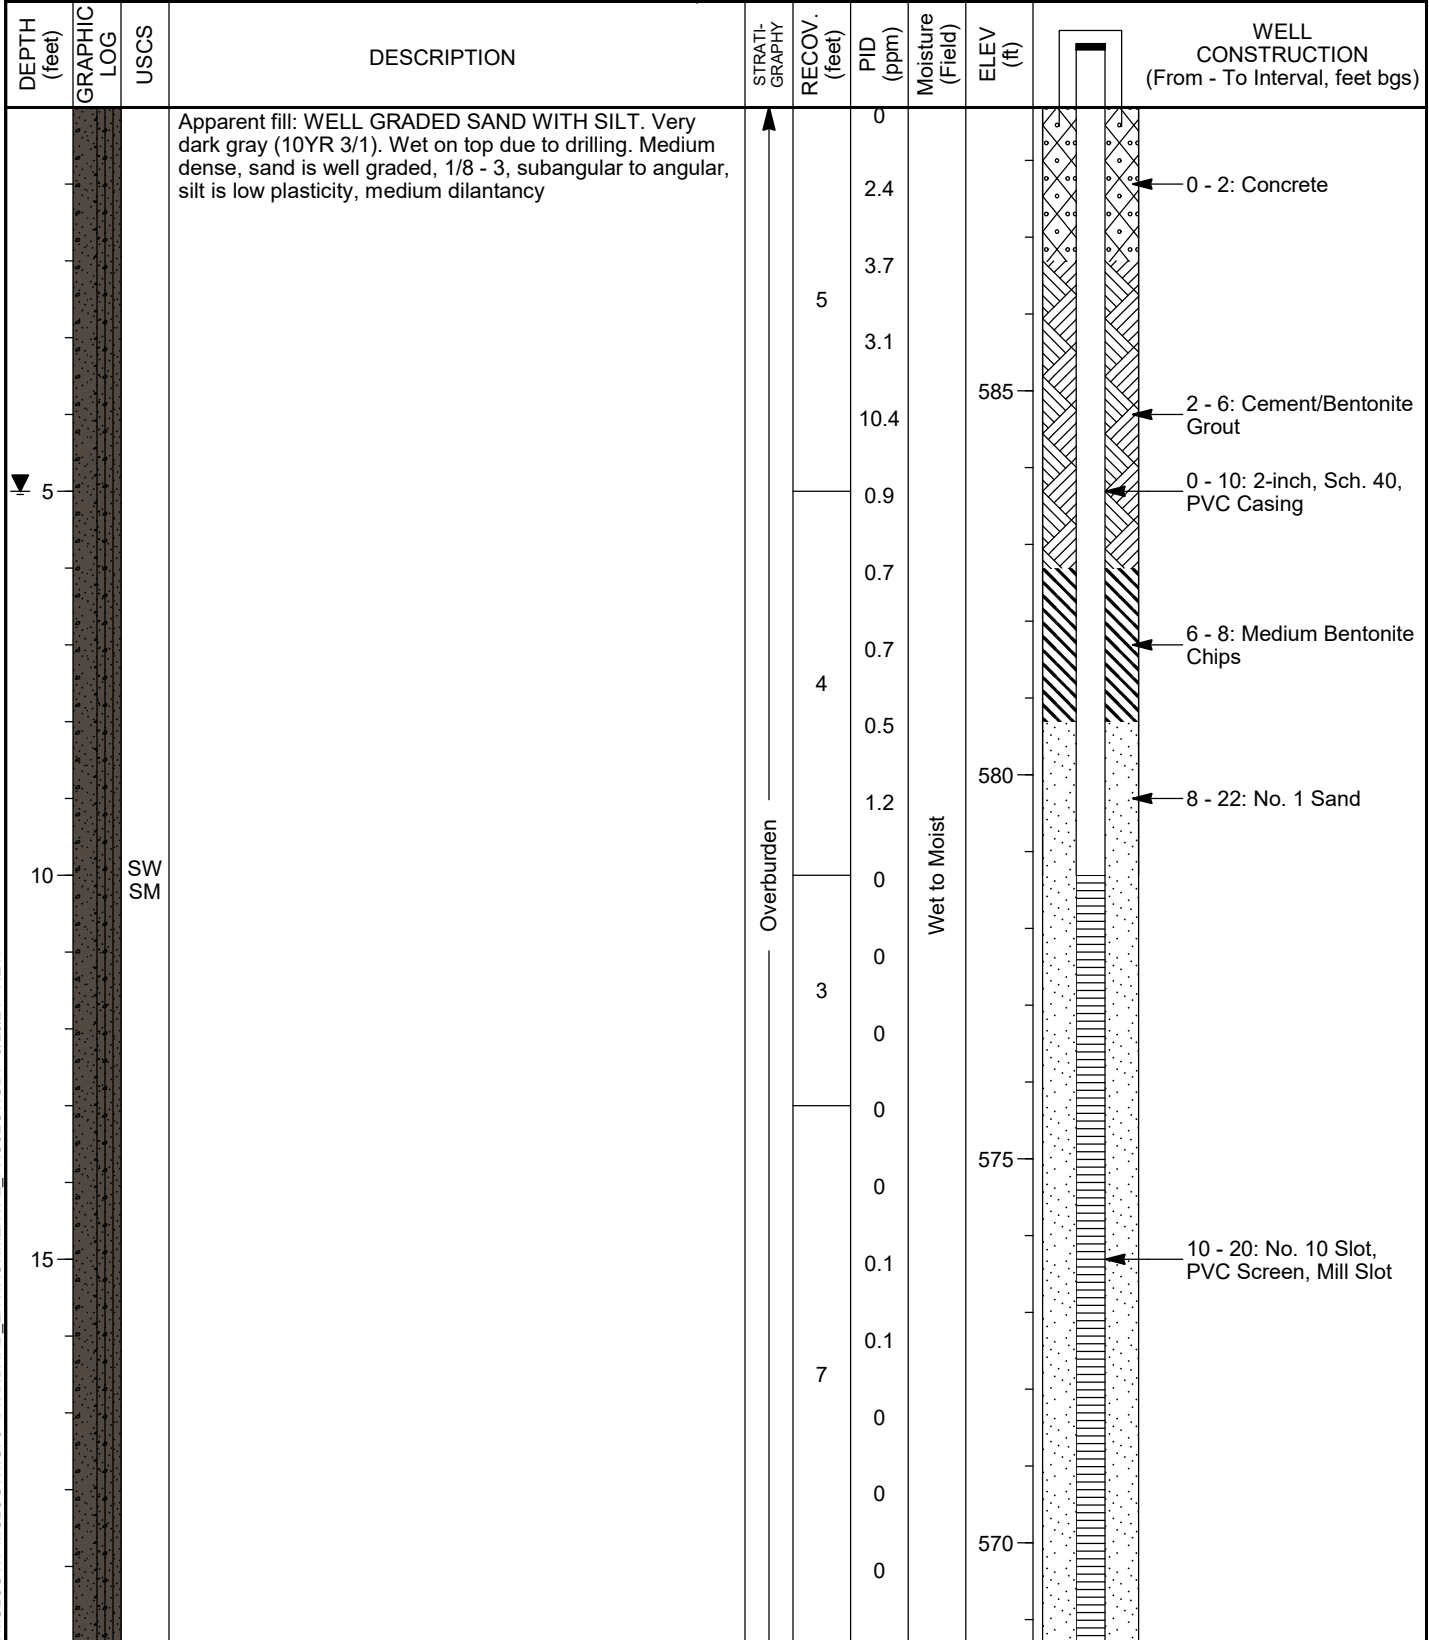 DEPTH
(feet)
GRAPHIC
LOG
USCS
DESCRIPTION
STRATI-
GRAPHY
RECOV.
(feet)
PID
(ppm)
Moisture
(Field)
ELEV
(ft)
WELL
CONSTRUCTION
(From - To Interval, feet bgs)
Apparent fill: WELL GRADED SAND WITH SILT. Very
dark gray (10YR 3/1). Wet on top due to drilling. Medium
dense, sand is well graded, 1/8 - 3, subangular to angular,
silt is low plasticity, medium dilantancy
0
2.4
0 - 2: Concrete
3.7
5
3.1
585
2 - 6: Cement/Bentonite
Grout
10.4
5
0.9
0 - 10: 2-inch, Sch. 40,
PVC Casing
0.7
6 - 8: Medium Bentonite
Chips
0.7
4
0.5
580
8 - 22: No. 1 Sand
1.2
10
SW
SM
Overburden
0
Wet to Moist
0
3
0
0
575
0
15
0.1
10 - 20: No. 10 Slot,
PVC Screen, Mill Slot
0.1
7
0
0
570
0